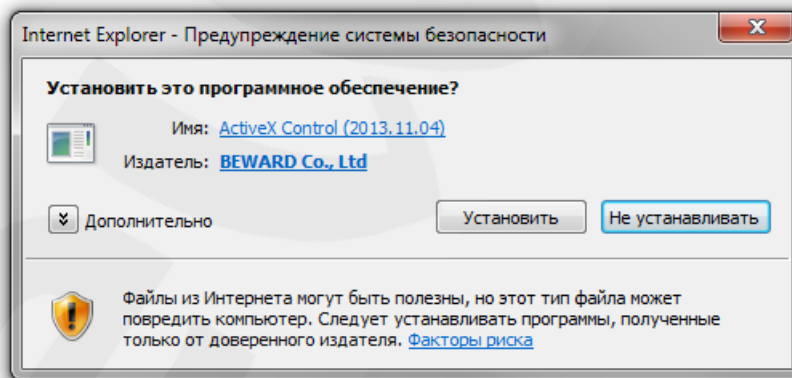 Internet Explorer - Предупреждение системы безопасности
Установить это программное обеспечение?
Имя: ActiveX Control (2013.11.04)
Издатель: BEWARD Co., Ltd
Дополнительно
Установить
Не устанавливать
Файлы из Интернета могут быть полезны, но этот тип файла может
повредить компьютер. Следует устанавливать программы, полученные
только от доверенного издателя. Факторы риска